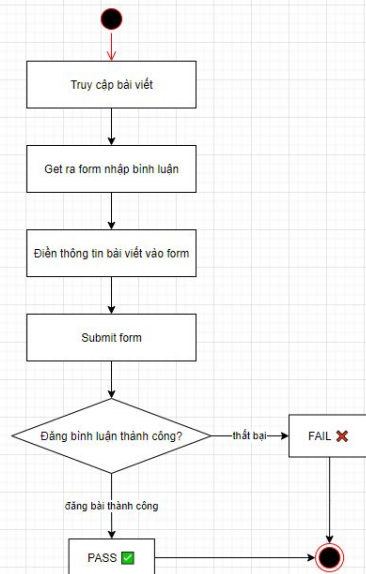 Truy cập bài viết
Get ra form nhập bình luận
Điền thông tin bài viết vào form
Submit form
Đăng bình luận thành công?
thất bại
FAIL ❌
đăng bài thành công
PASS ✅